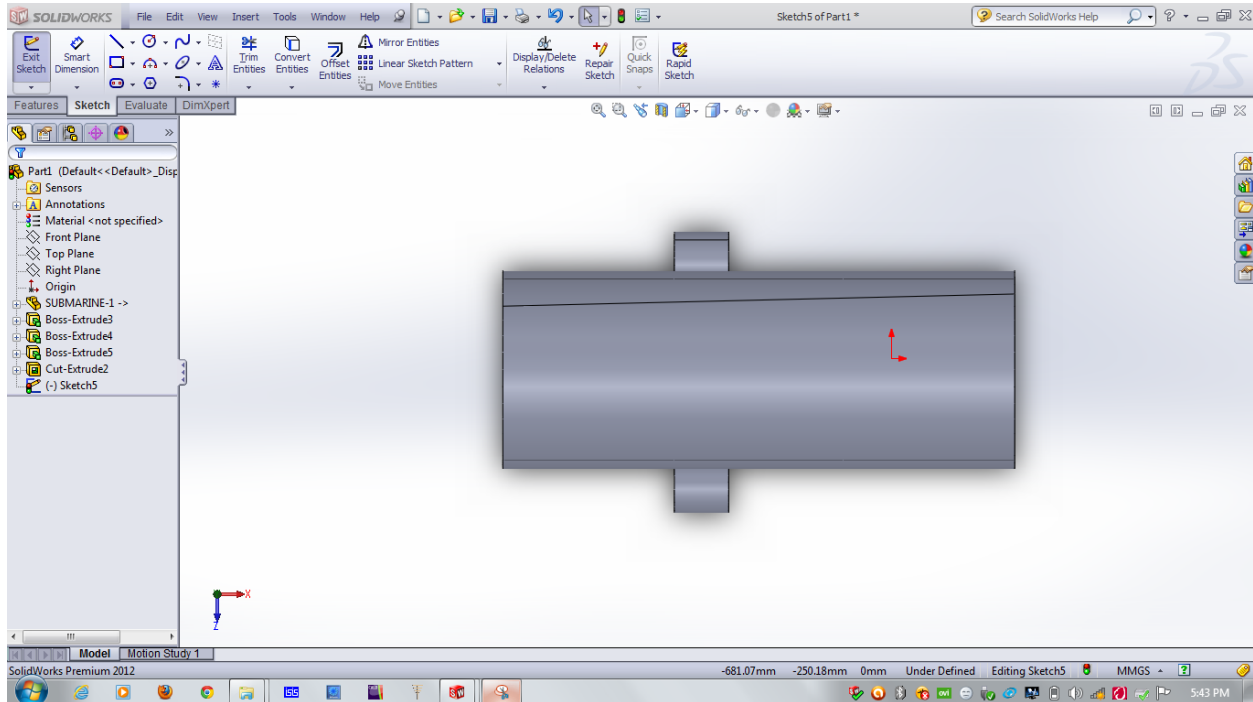 SOLIDWORKS File Edit View Insert Tools Window Help Sketch5 of Part1 * Search SolidWorks Help ?
Exit Sketch
Smart Dimension
Trim Entities
Convert Entities
Offset Entities
Mirror Entities
Linear Sketch Pattern
Move Entities
Display/Delete Relations
Repair Sketch
Quick Snaps
Rapid Sketch
Features Sketch Evaluate DimXpert
Part1 (Default<<Default>_Disp
Sensors
Annotations
Material <not specified>
Front Plane
Top Plane
Right Plane
Origin
SUBMARINE-1 ->
Boss-Extrude3
Boss-Extrude4
Boss-Extrude5
Cut-Extrude2
(-) Sketch5
X
Z
Model Motion Study 1
SolidWorks Premium 2012 -681.07mm -250.18mm 0mm Under Defined Editing Sketch5 MMGS ?
ISIS ovi 5:43 PM